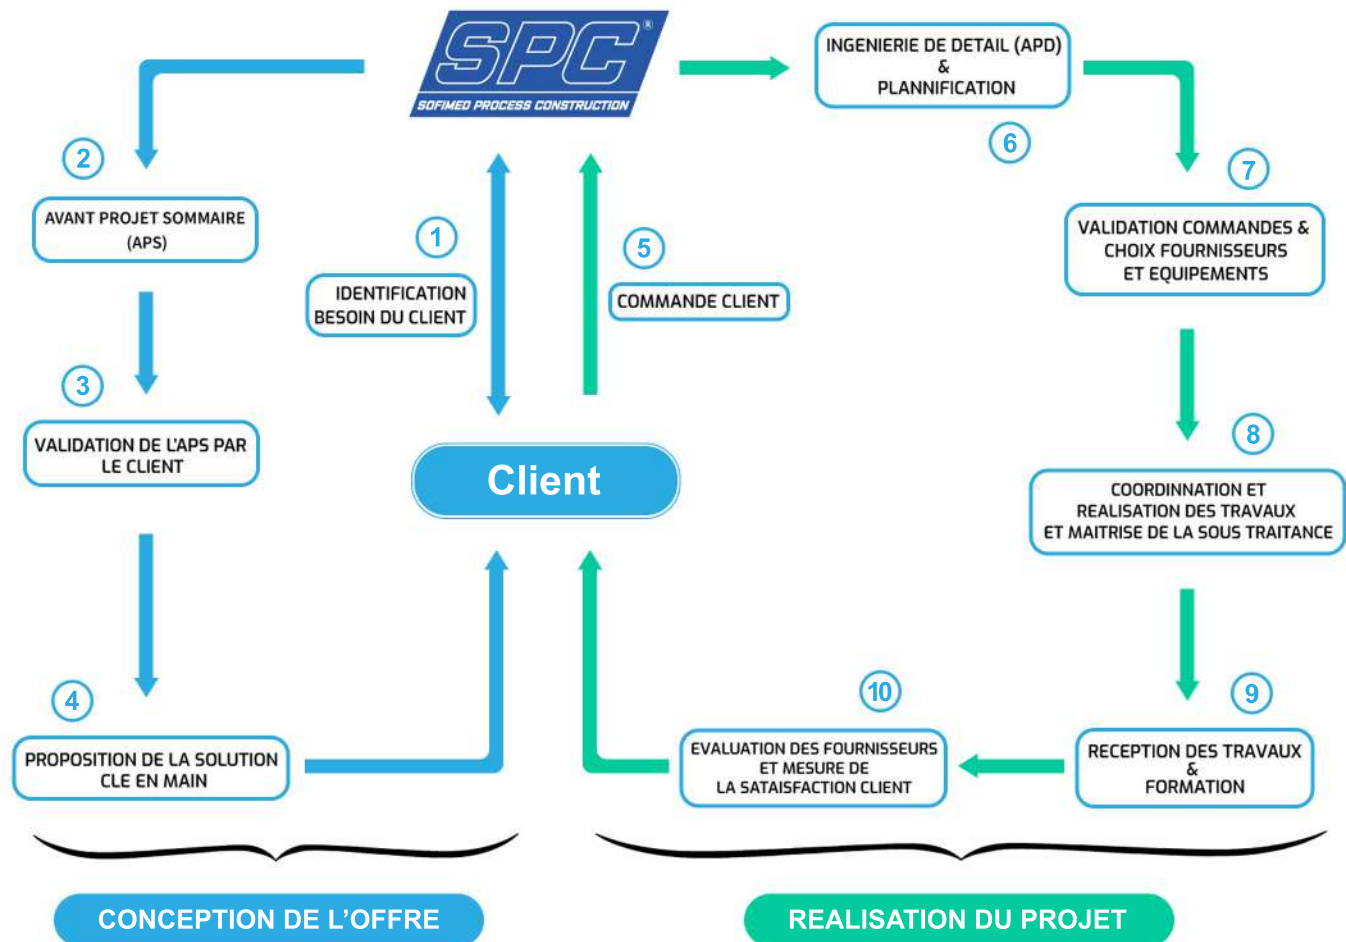 SPC®
SOFIMED PROCESS CONSTRUCTION
1
IDENTIFICATION
BESOIN DU CLIENT
2
AVANT PROJET SOMMAIRE
(APS)
3
VALIDATION DE L'APS PAR
LE CLIENT
4
PROPOSITION DE LA SOLUTION
CLE EN MAIN
Client
5
COMMANDE CLIENT
INGENIERIE DE DETAIL (APD)
&
PLANNIFICATION
6
7
VALIDATION COMMANDES &
CHOIX FOURNISSEURS
ET EQUIPEMENTS
8
COORDINNATION ET
REALISATION DES TRAVAUX
ET MAITRISE DE LA SOUS TRAITANCE
9
RECEPTION DES TRAVAUX
&
FORMATION
10
EVALUATION DES FOURNISSEURS
ET MESURE DE
LA SATAISFACTION CLIENT
CONCEPTION DE L’OFFRE
REALISATION DU PROJET